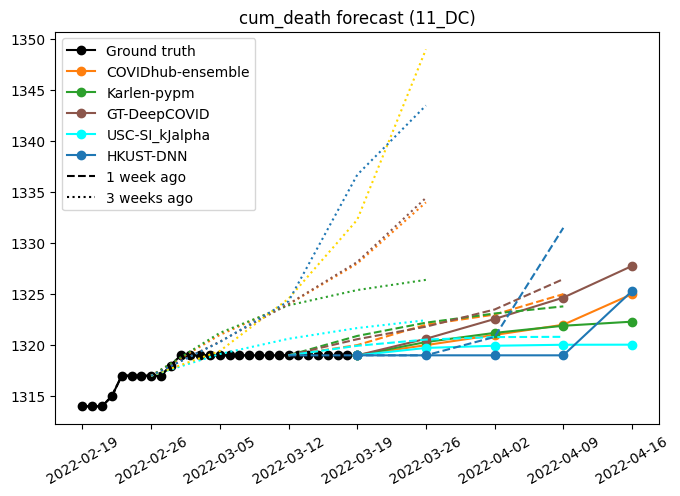 cum_death forecast (11_DC)
1350
1345
1340
1335
1330
1325
1320
1315
Ground truth
COVIDhub-ensemble
Karlen-pypm
GT-DeepCOVID
USC-SI_kJalpha
HKUST-DNN
1 week ago
3 weeks ago
2022-02-19
2022-02-26
2022-03-05
2022-03-12
2022-03-19
2022-03-26
2022-04-02
2022-04-09
2022-04-16